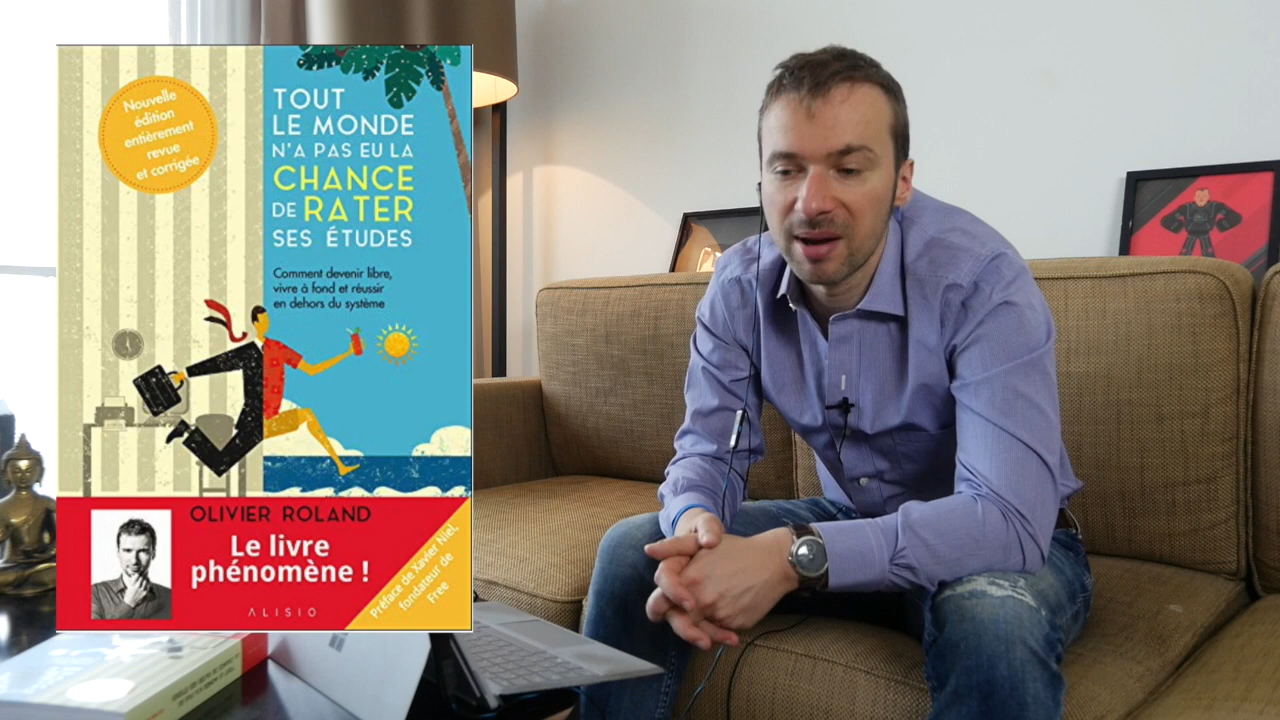 Nouvelle
édition
entièrement
revue
et corrigée
TOUT
LE MONDE
N'A PAS EU LA
CHANCE
DE RATER
SES ÉTUDES
Comment devenir libre,
vivre à fond et réussir
en dehors du système
OLIVIER ROLAND
Le livre
phénomène !
ALISIO
Préface de Xavier Niel,
fondateur de
Free